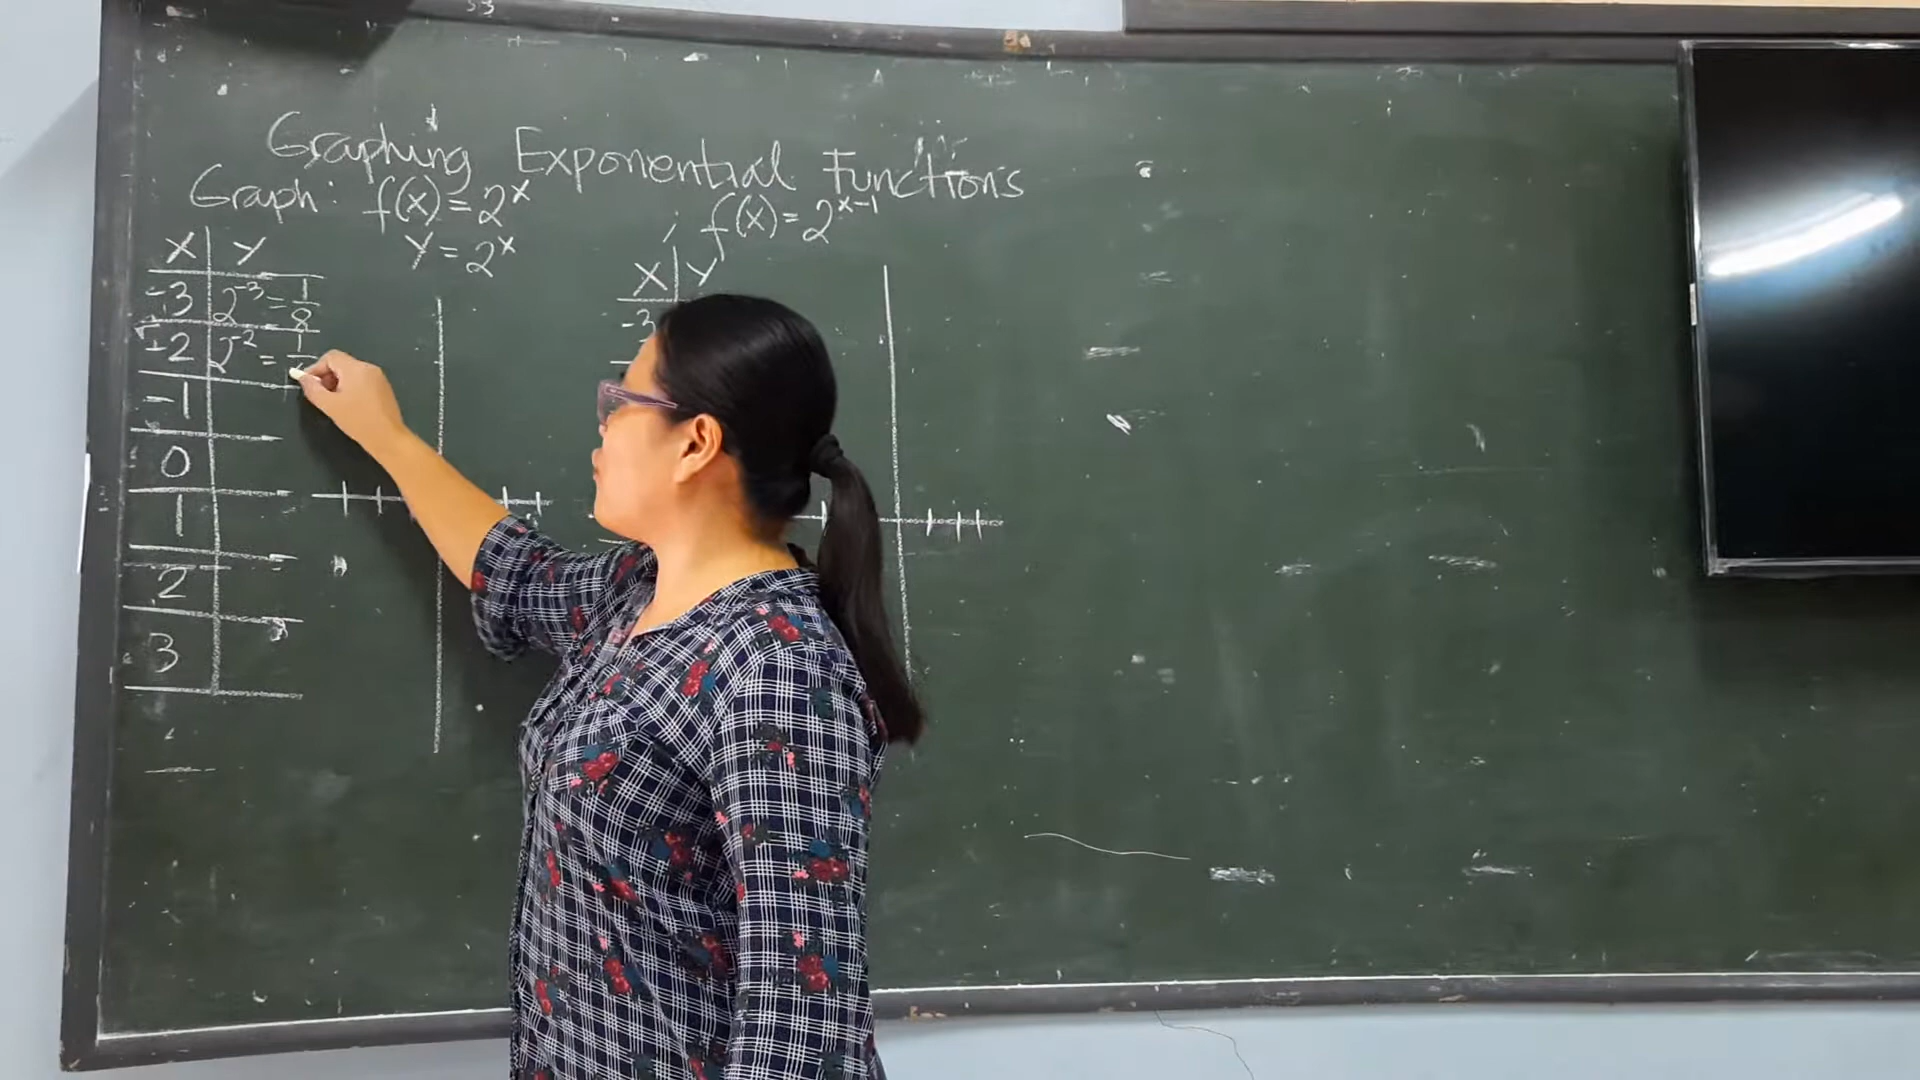 Graphing Exponential Functions
Graph: f(x) = 2^x ; f(x) = 2^{x-1}
y = 2^x
X | Y
-3 | 2^{-3} = 1/8
-2 | 2^{-2} = 1/
-1
0
1
2
3
X | Y
-3